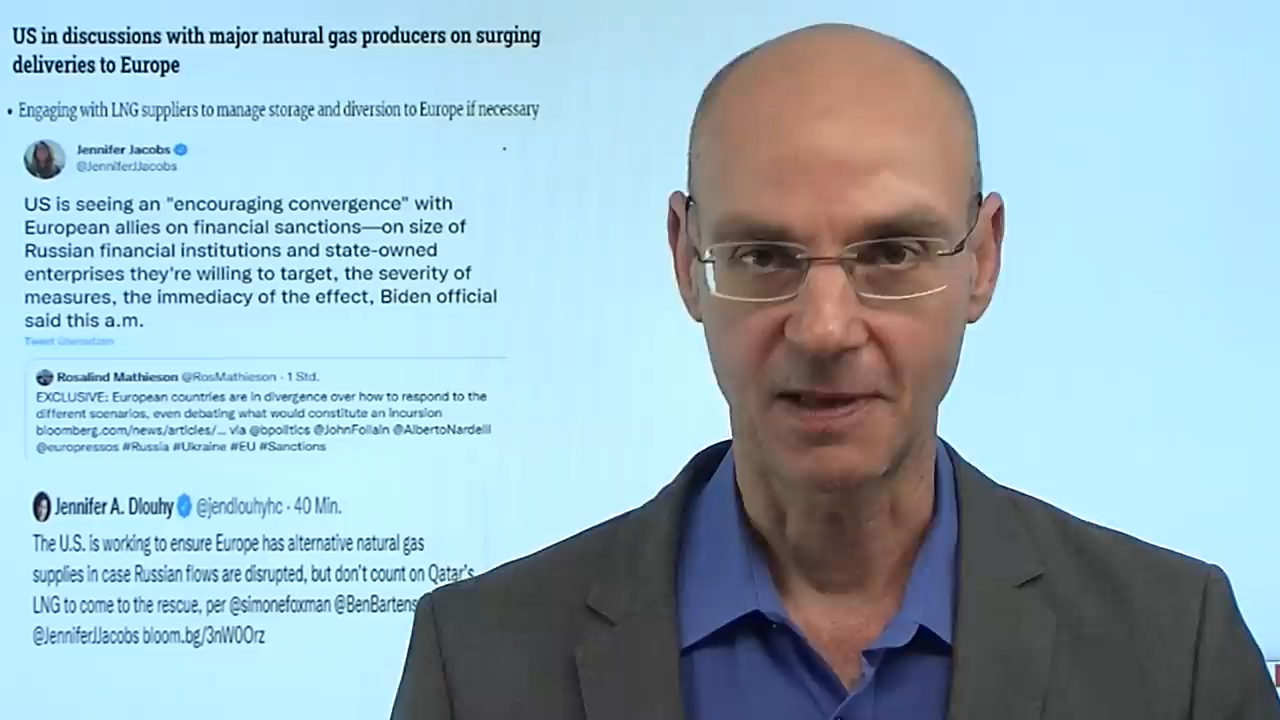 US in discussions with major natural gas producers on surging
deliveries to Europe
• Engaging with LNG suppliers to manage storage and diversion to Europe if necessary
Jennifer Jacobs
@JenniferJJacobs
US is seeing an "encouraging convergence" with
European allies on financial sanctions—on size of
Russian financial institutions and state-owned
enterprises they're willing to target, the severity of
measures, the immediacy of the effect, Biden official
said this a.m.
Tweet übersetzen
Rosalind Mathieson @RosMathieson · 1 Std.
EXCLUSIVE: European countries are in divergence over how to respond to the
different scenarios, even debating what would constitute an incursion
bloomberg.com/news/articles/... via @bpolitics @JohnFollain @AlbertoNardelli
@europressos #Russia #Ukraine #EU #Sanctions
Jennifer A. Dlouhy @jendlouhyhc · 40 Min.
The U.S. is working to ensure Europe has alternative natural gas
supplies in case Russian flows are disrupted, but don't count on Qatar's
LNG to come to the rescue, per @simonefoxman @BenBartens
@JenniferJJacobs bloom.bg/3nW0Orz